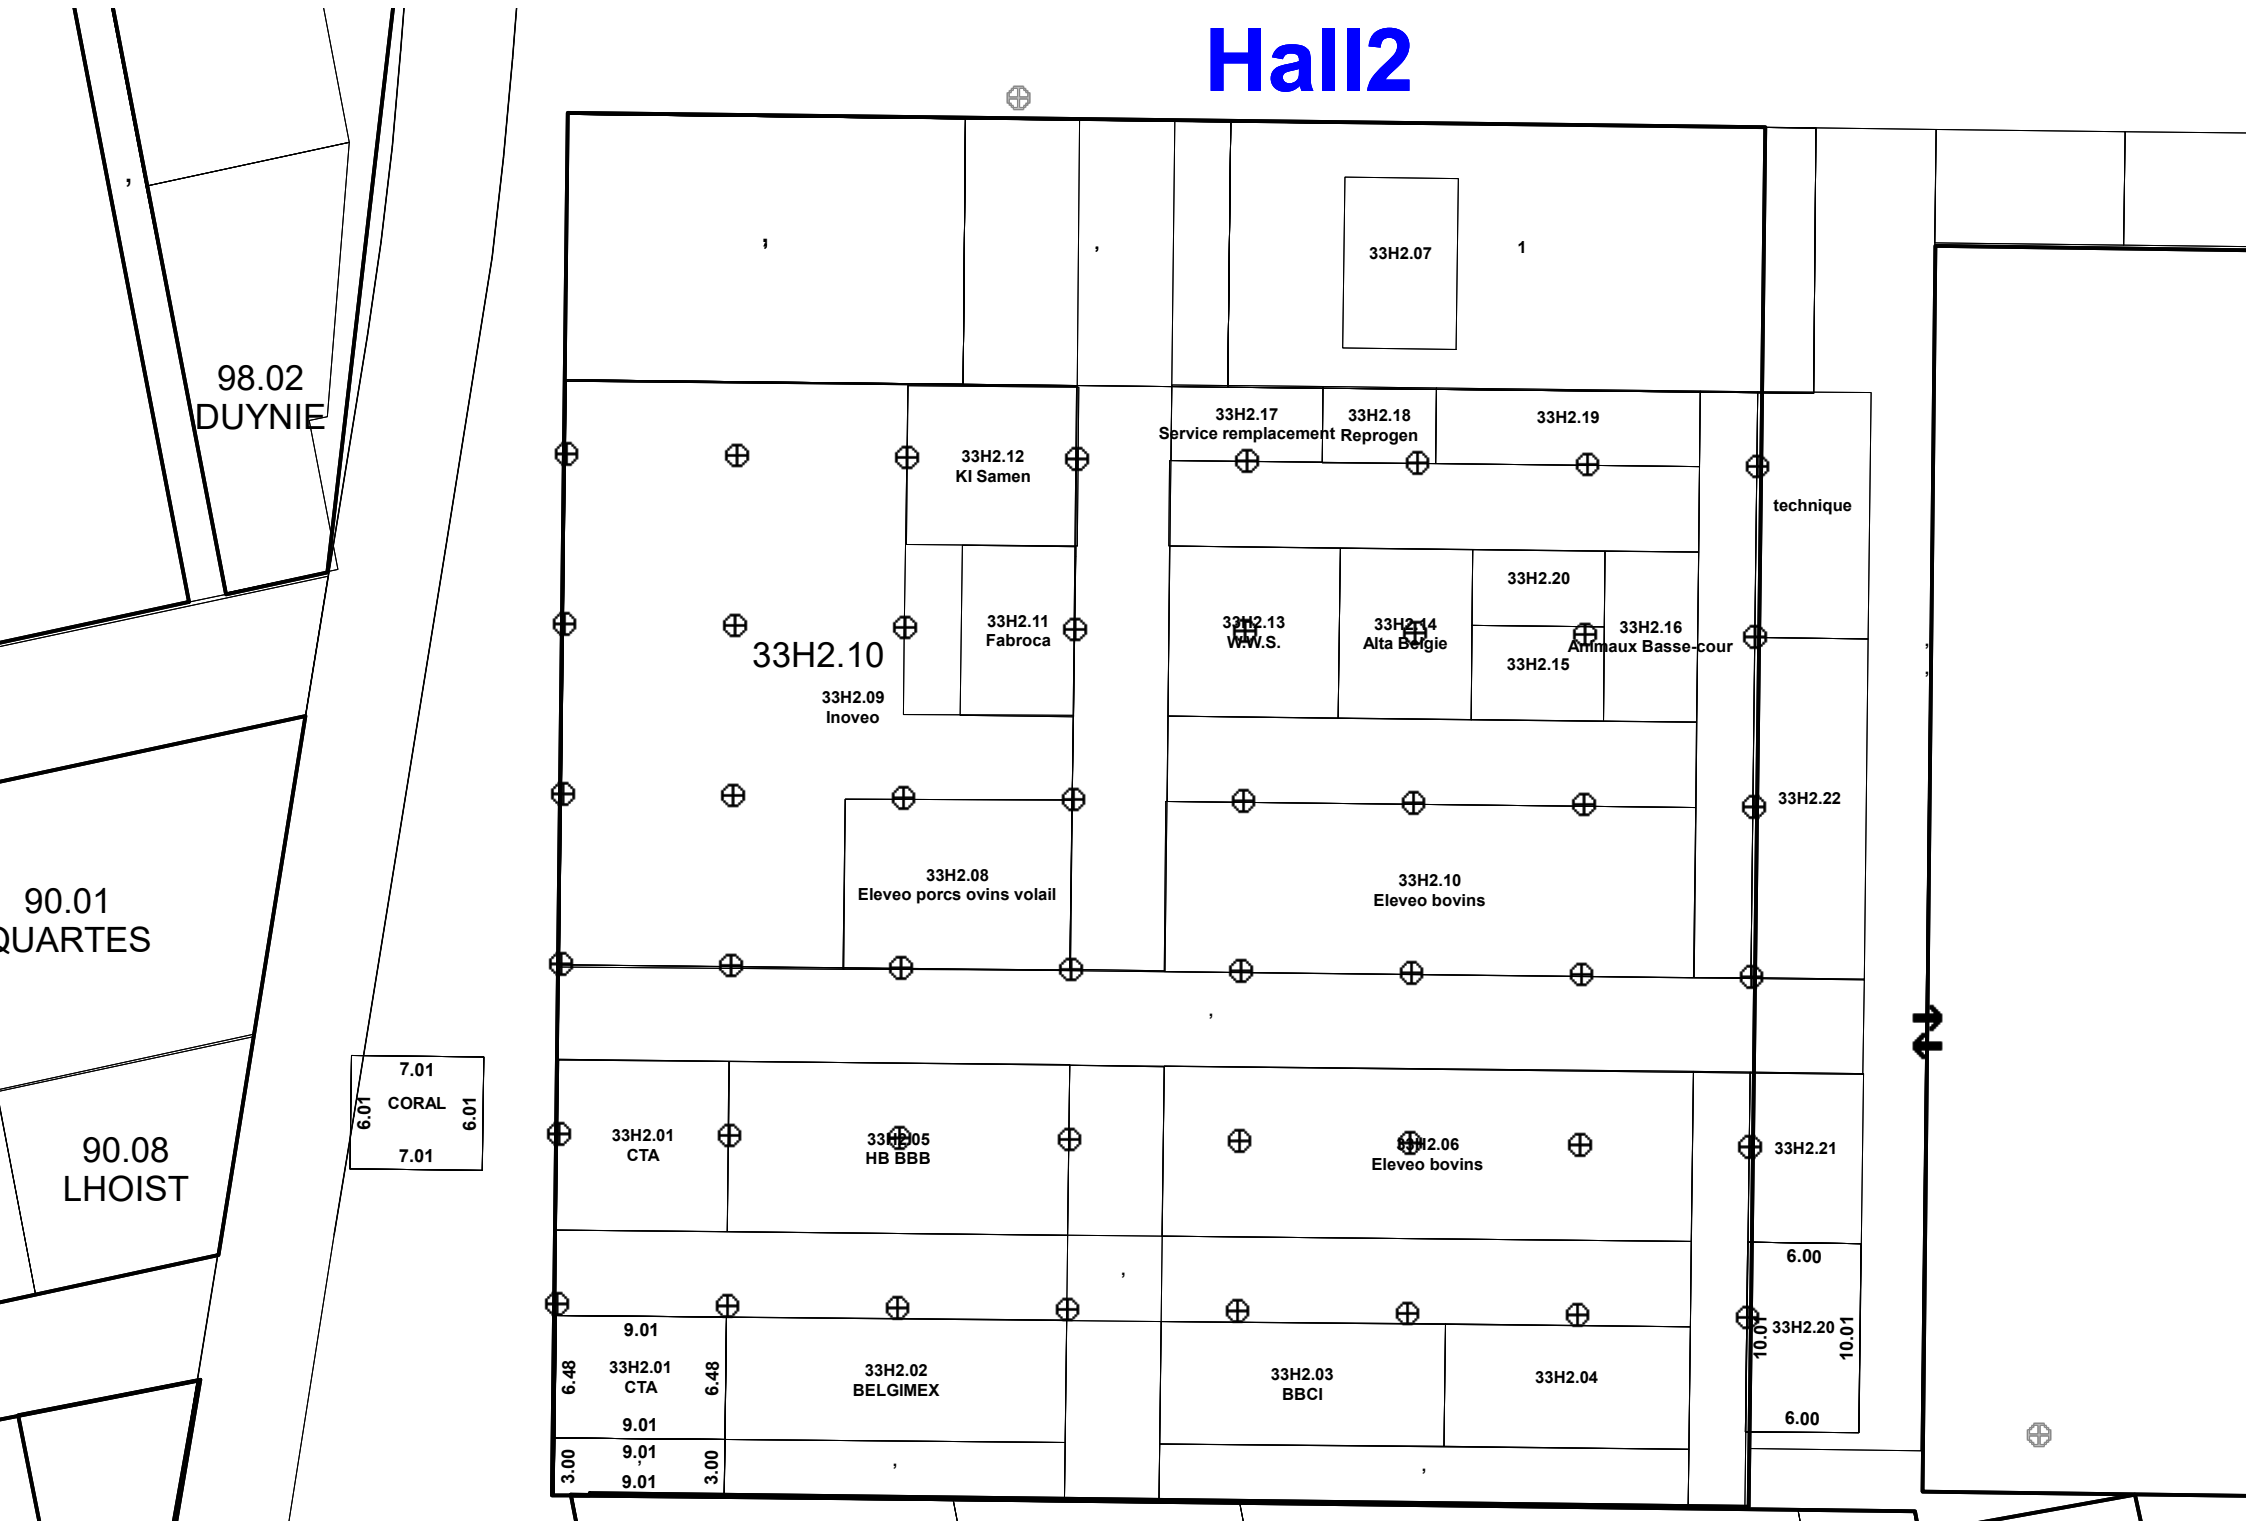 Hall2
,
,
,
33H2.07
1
98.02
DUYNIE
33H2.17
Service remplacement
33H2.18
Reprogen
33H2.19
33H2.12
KI Samen
technique
33H2.20
33H2.11
Fabroca
33H2.13
W.W.S.
33H2.14
Alta Belgie
33H2.16
Animaux Basse-cour
33H2.15
33H2.10
33H2.09
Inoveo
,
,
33H2.22
33H2.08
Eleveo porcs ovins volail
33H2.10
Eleveo bovins
90.01
QUARTES
,
7.01
6.01
CORAL
6.01
7.01
33H2.01
CTA
33H2.05
HB BBB
33H2.06
Eleveo bovins
33H2.21
90.08
LHOIST
,
6.00
10.01
33H2.20
10.01
6.00
9.01
6.48
33H2.01
CTA
6.48
9.01
33H2.02
BELGIMEX
33H2.03
BBCI
33H2.04
9.01
3.00
,
3.00
9.01
,
,